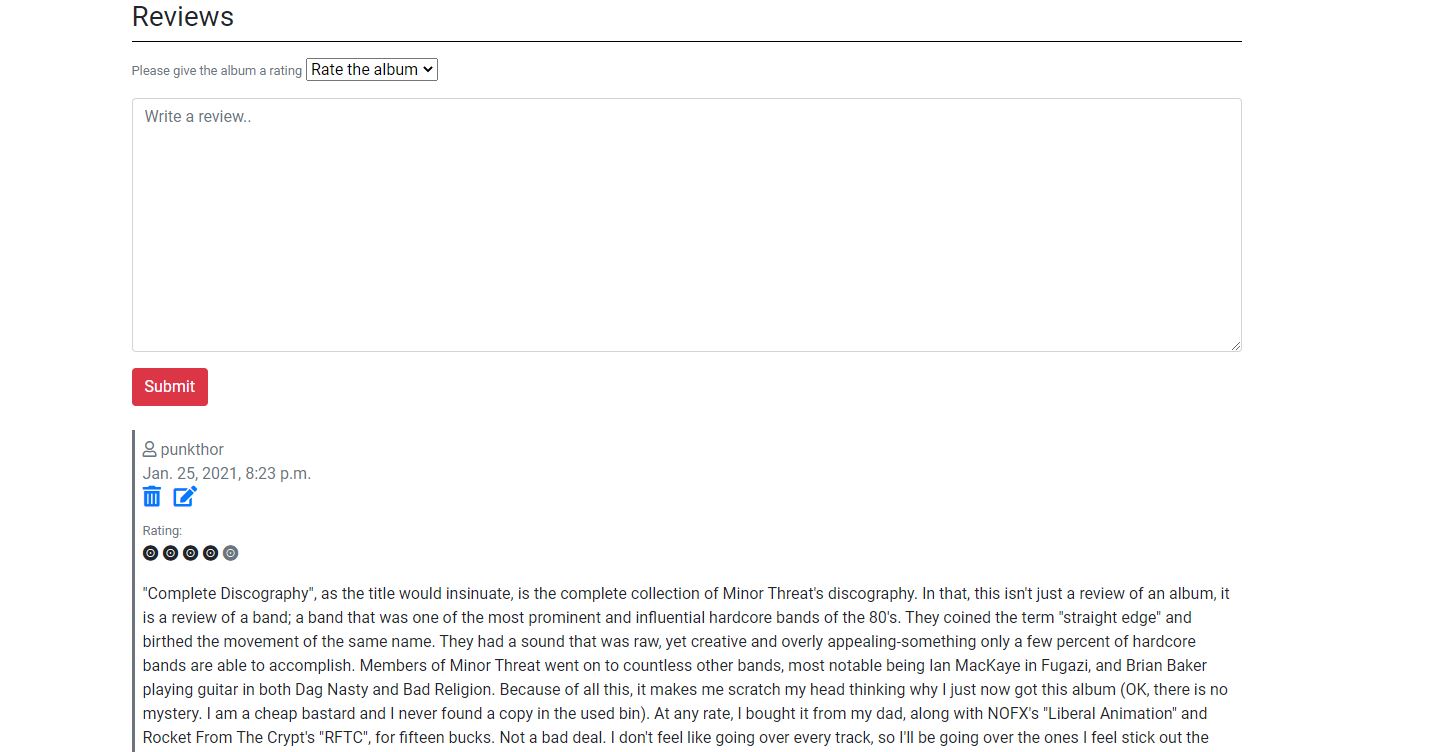 Reviews
Please give the album a rating Rate the album
Write a review..
Submit
punkthor
Jan. 25, 2021, 8:23 p.m.
Rating:
"Complete Discography", as the title would insinuate, is the complete collection of Minor Threat's discography. In that, this isn't just a review of an album, it
is a review of a band; a band that was one of the most prominent and influential hardcore bands of the 80's. They coined the term "straight edge" and
birthed the movement of the same name. They had a sound that was raw, yet creative and overly appealing-something only a few percent of hardcore
bands are able to accomplish. Members of Minor Threat went on to countless other bands, most notable being Ian MacKaye in Fugazi, and Brian Baker
playing guitar in both Dag Nasty and Bad Religion. Because of all this, it makes me scratch my head thinking why I just now got this album (OK, there is no
mystery. I am a cheap bastard and I never found a copy in the used bin). At any rate, I bought it from my dad, along with NOFX's "Liberal Animation" and
Rocket From The Crypt's "RFTC", for fifteen bucks. Not a bad deal. I don't feel like going over every track, so I'll be going over the ones I feel stick out the